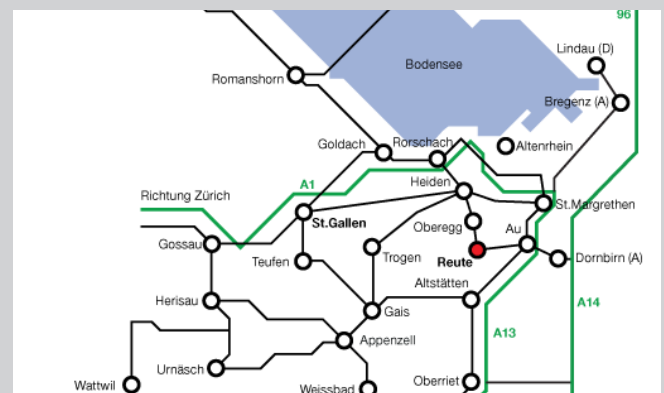 96
Lindau (D)
Bodensee
Romanshorn
Bregenz (A)
Goldach
Rorschach
Altenrhein
A1
Heiden
Richtung Zürich
St.Margrethen
St.Gallen
Oberegg
Au
Gossau
Teufen
Trogen
Reute
Dornbirn (A)
Altstätten
Herisau
Gais
A14
A13
Appenzell
Urnäsch
Wattwil
Weissbad
Oberriet